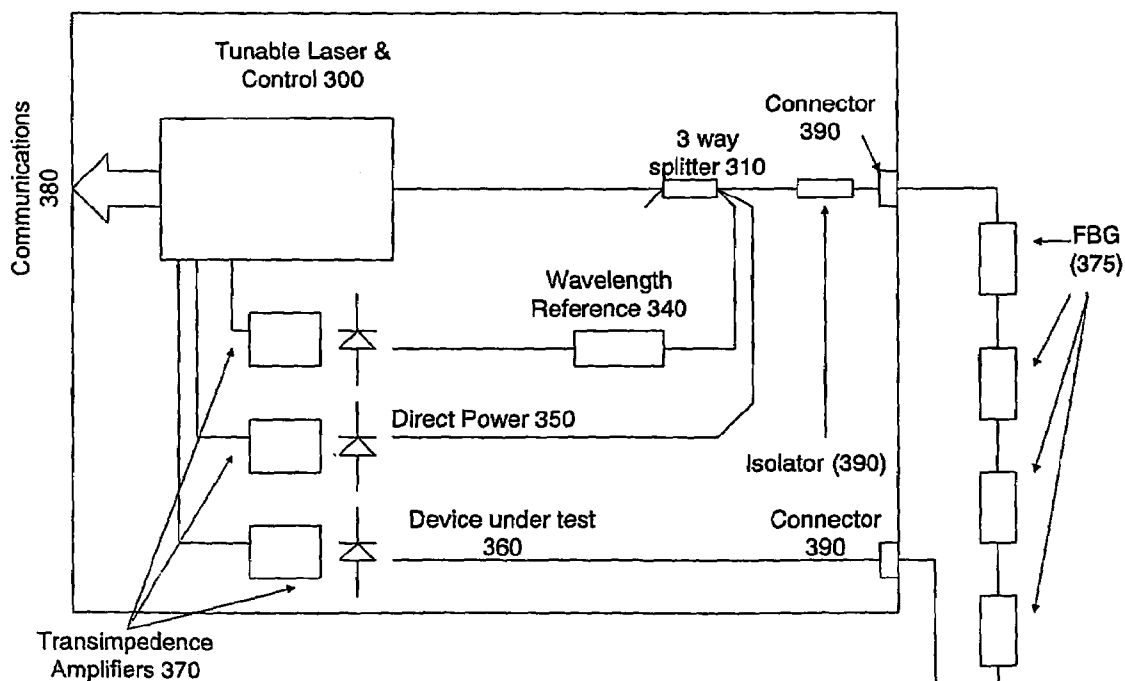 Tunable Laser &
Control 300
Communications
380
Connector
390
3 way
splitter 310
FBG
(375)
Wavelength
Reference 340
Direct Power 350
Isolator (390)
Device under test
360
Connector
390
Transimpedence
Amplifiers 370